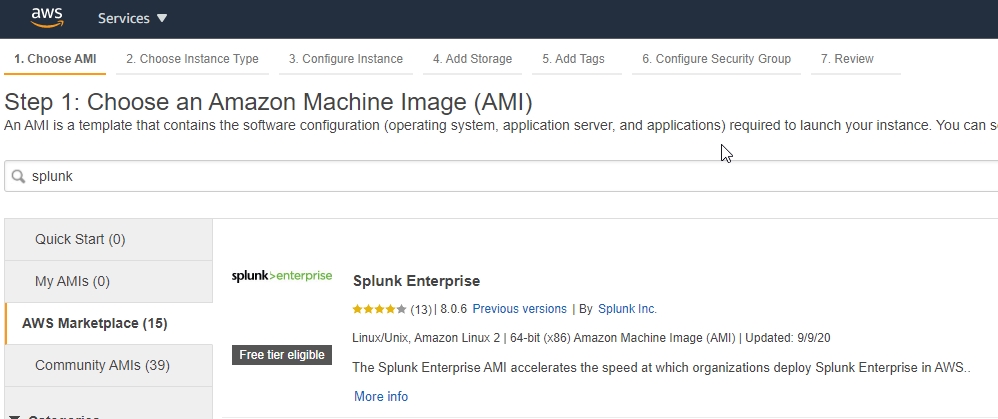 aws
Services
1. Choose AMI 2. Choose Instance Type 3. Configure Instance 4. Add Storage 5. Add Tags 6. Configure Security Group 7. Review
Step 1: Choose an Amazon Machine Image (AMI)
An AMI is a template that contains the software configuration (operating system, application server, and applications) required to launch your instance. You can
splunk
Quick Start (0)
My AMIs (0)
AWS Marketplace (15)
Community AMIs (39)
Categories
splunk>enterprise
Splunk Enterprise
(13) | 8.0.6 Previous versions | By Splunk Inc.
Linux/Unix, Amazon Linux 2 | 64-bit (x86) Amazon Machine Image (AMI) | Updated: 9/9/20
Free tier eligible
The Splunk Enterprise AMI accelerates the speed at which organizations deploy Splunk Enterprise in AWS..
More info